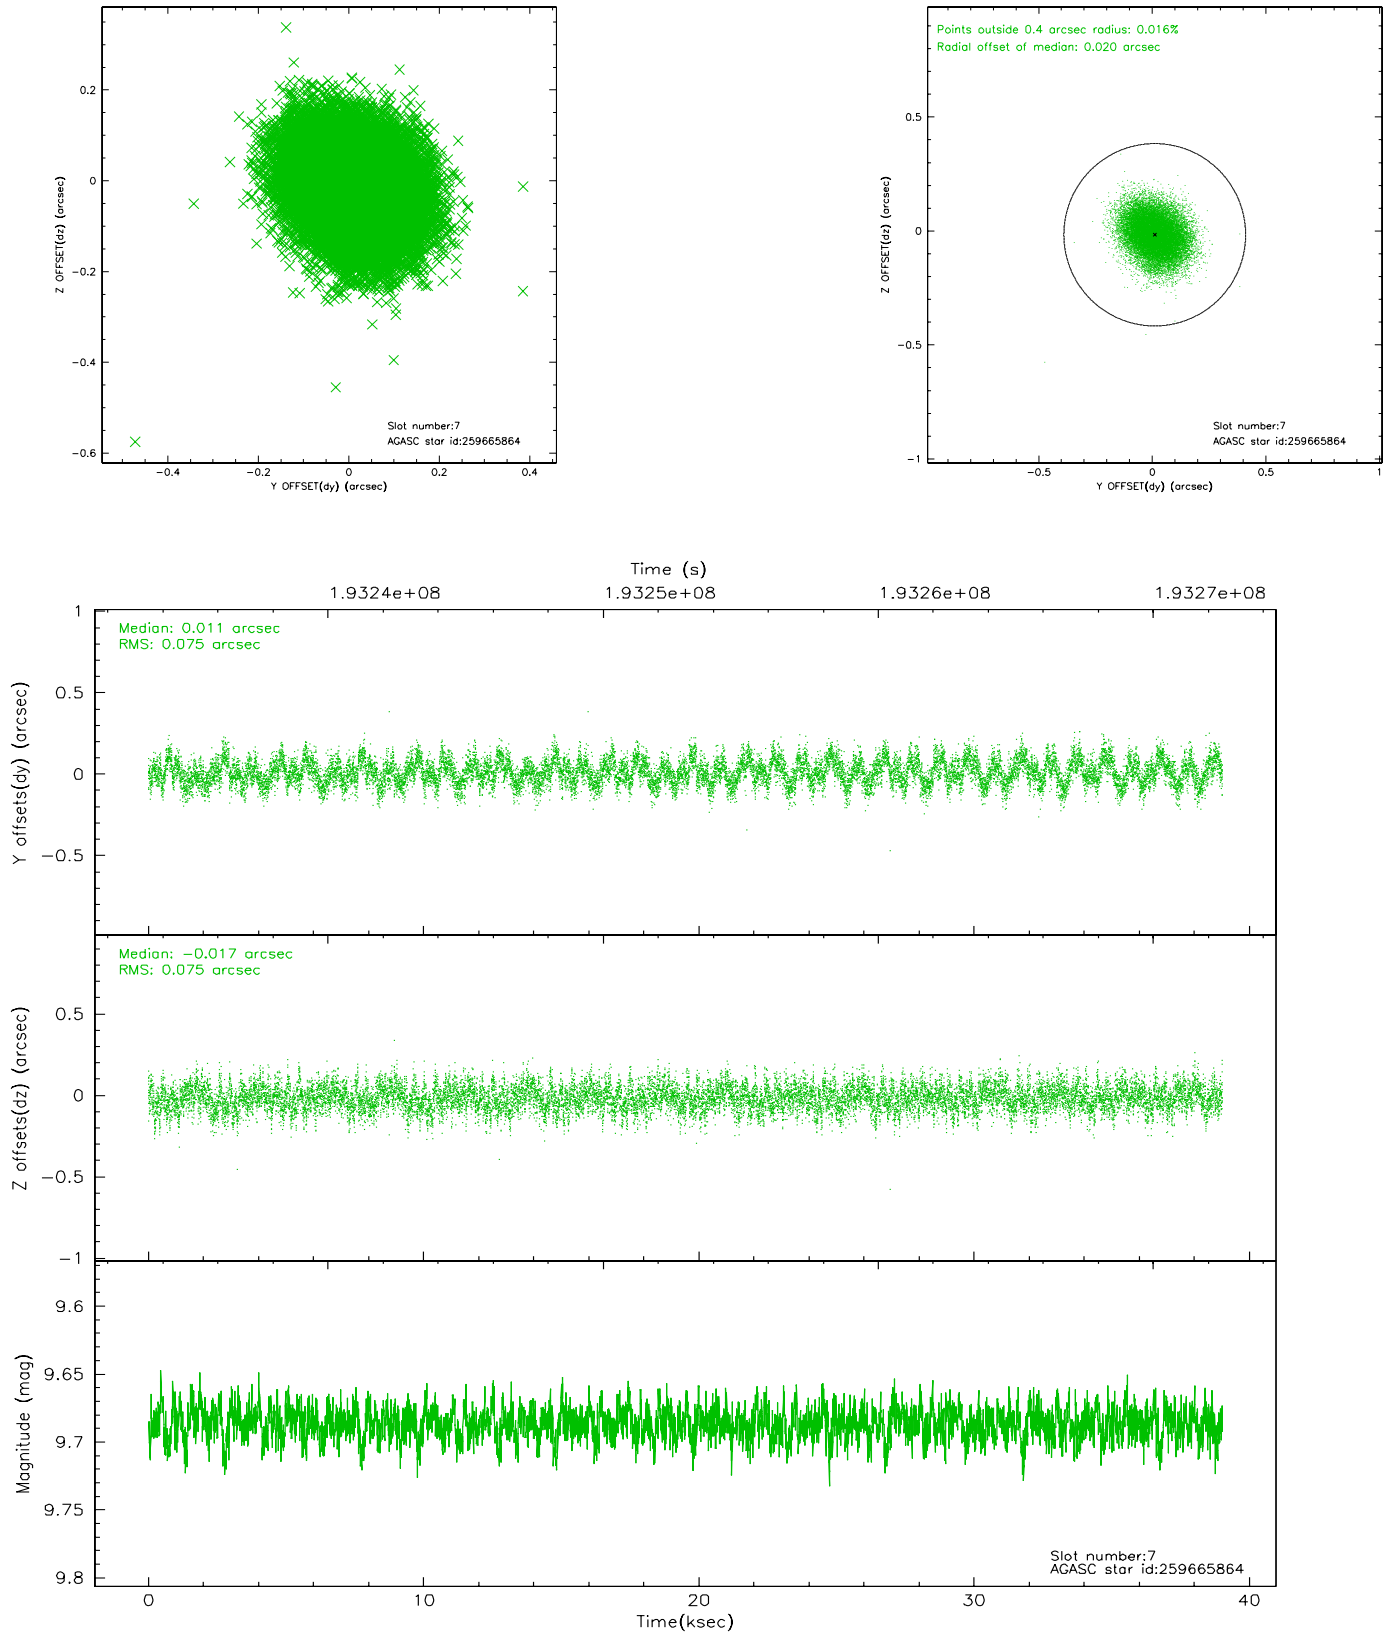 0.2
0
-0.2
-0.4
-0.6
Z OFFSET(dz) (arcsec)
Slot number:7
AGASC star id:259665864
-0.4 -0.2 0 0.2 0.4
Y OFFSET(dy) (arcsec)
Points outside 0.4 arcsec radius: 0.016%
Radial offset of median: 0.020 arcsec
0.5
0
-0.5
-1
Z OFFSET(dz) (arcsec)
Slot number:7
AGASC star id:259665864
-0.5 0 0.5 1
Y OFFSET(dy) (arcsec)
Time (s)
1.9324e+08 1.9325e+08 1.9326e+08 1.9327e+08
Median: 0.011 arcsec
RMS: 0.075 arcsec
1
0.5
0
-0.5
Y offsets(dy) (arcsec)
Median: -0.017 arcsec
RMS: 0.075 arcsec
0.5
0
-0.5
-1
Z offsets(dz) (arcsec)
9.6
9.65
9.7
9.75
9.8
Magnitude (mag)
Slot number:7
AGASC star id:259665864
0 10 20 30 40
Time(ksec)